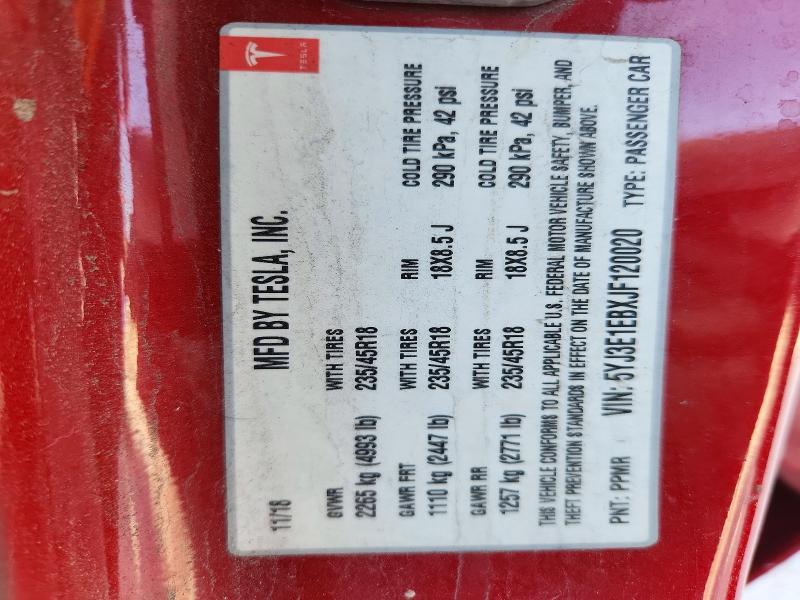 TESLA
MFD BY TESLA, INC.
11/18
GVWR WITH TIRES
2265 kg (4993 lb) 235/45R18
GAWR FRT WITH TIRES RIM COLD TIRE PRESSURE
1110 kg (2447 lb) 235/45R18 18X8.5 J 290 kPa, 42 psi
GAWR RR WITH TIRES RIM COLD TIRE PRESSURE
1257 kg (2771 lb) 235/45R18 18X8.5 J 290 kPa, 42 psi
THIS VEHICLE CONFORMS TO ALL APPLICABLE U.S. FEDERAL MOTOR VEHICLE SAFETY, BUMPER, AND
THEFT PREVENTION STANDARDS IN EFFECT ON THE DATE OF MANUFACTURE SHOWN ABOVE.
PNT: PPMR VIN: 5YJ3E1EBXJF120020 TYPE: PASSENGER CAR